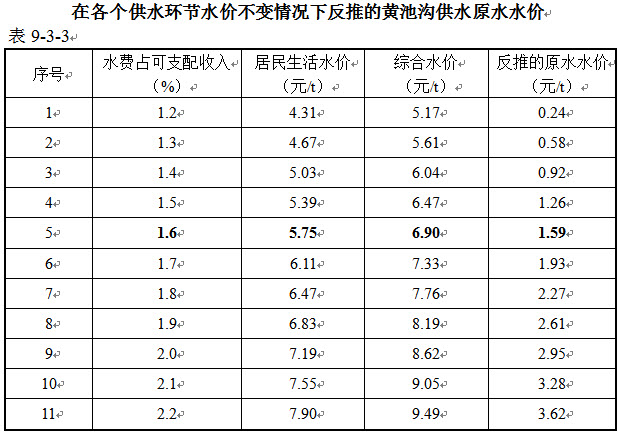 在各个供水环节水价不变情况下反推的黄池沟供水原水水价
表 9-3-3
序号 水费占可支配收入（%） 居民生活水价（元/t） 综合水价（元/t） 反推的原水水价（元/t）
1 1.2 4.31 5.17 0.24
2 1.3 4.67 5.61 0.58
3 1.4 5.03 6.04 0.92
4 1.5 5.39 6.47 1.26
5 1.6 5.75 6.90 1.59
6 1.7 6.11 7.33 1.93
7 1.8 6.47 7.76 2.27
8 1.9 6.83 8.19 2.61
9 2.0 7.19 8.62 2.95
10 2.1 7.55 9.05 3.28
11 2.2 7.90 9.49 3.62